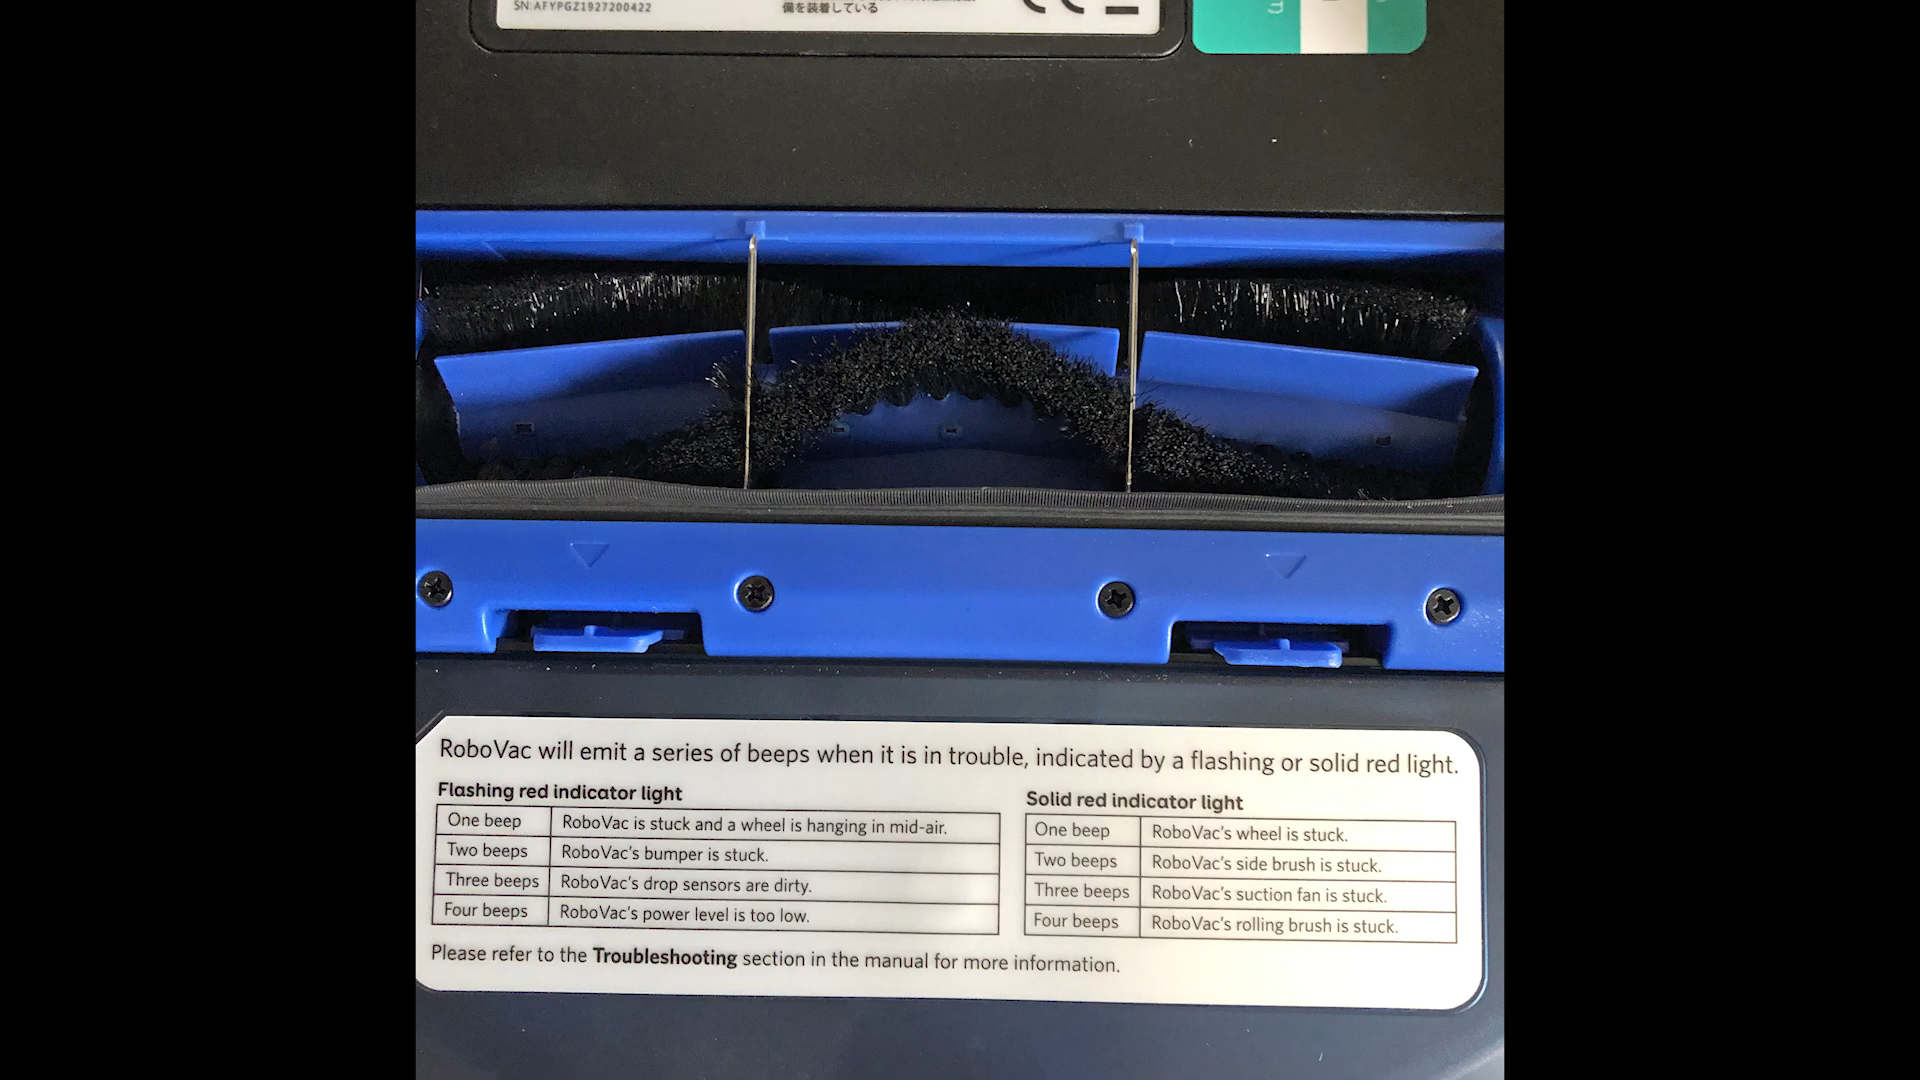 SN:AFYPGZ1927200422
備を装着している
RoboVac will emit a series of beeps when it is in trouble, indicated by a flashing or solid red light.
Flashing red indicator light
One beep RoboVac is stuck and a wheel is hanging in mid-air.
Two beeps RoboVac's bumper is stuck.
Three beeps RoboVac's drop sensors are dirty.
Four beeps RoboVac's power level is too low.
Solid red indicator light
One beep RoboVac's wheel is stuck.
Two beeps RoboVac's side brush is stuck.
Three beeps RoboVac's suction fan is stuck.
Four beeps RoboVac's rolling brush is stuck.
Please refer to the Troubleshooting section in the manual for more information.